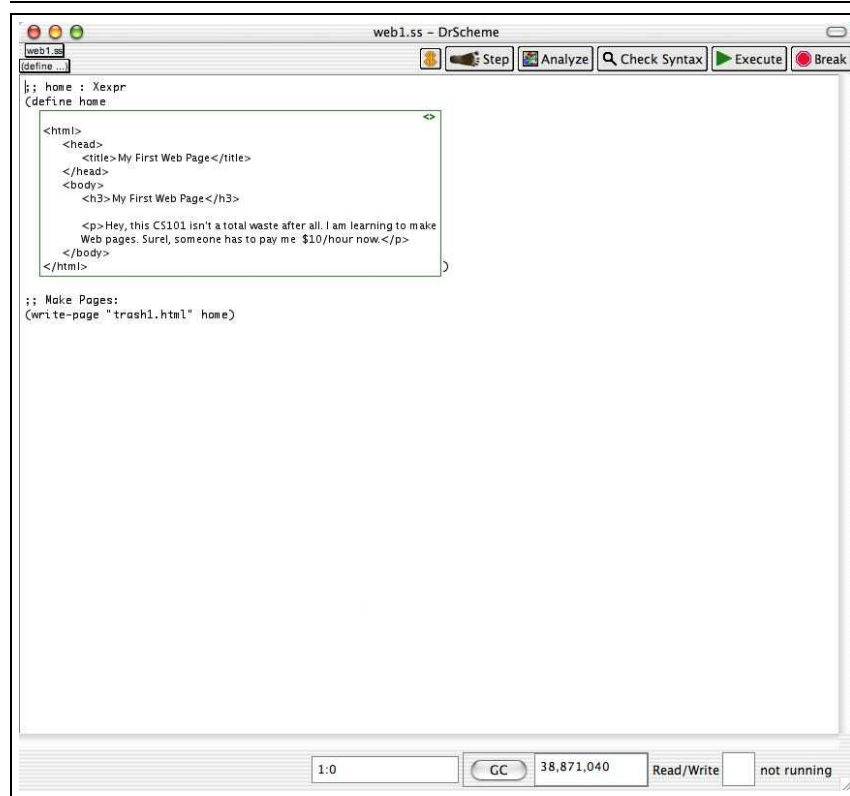 web1.ss - DrScheme
web1.ss
(define ...)
Step Analyze Check Syntax Execute Break
;; home : Xexpr
(define home
<>
<html>
<head>
<title>My First Web Page</title>
</head>
<body>
<h3>My First Web Page</h3>
<p>Hey, this CS101 isn't a total waste after all. I am learning to make
Web pages. Surel, someone has to pay me $10/hour now.</p>
</body>
</html>
)
;; Make Pages:
(write-page "trash1.html" home)
1:0 GC 38,871,040 Read/Write not running